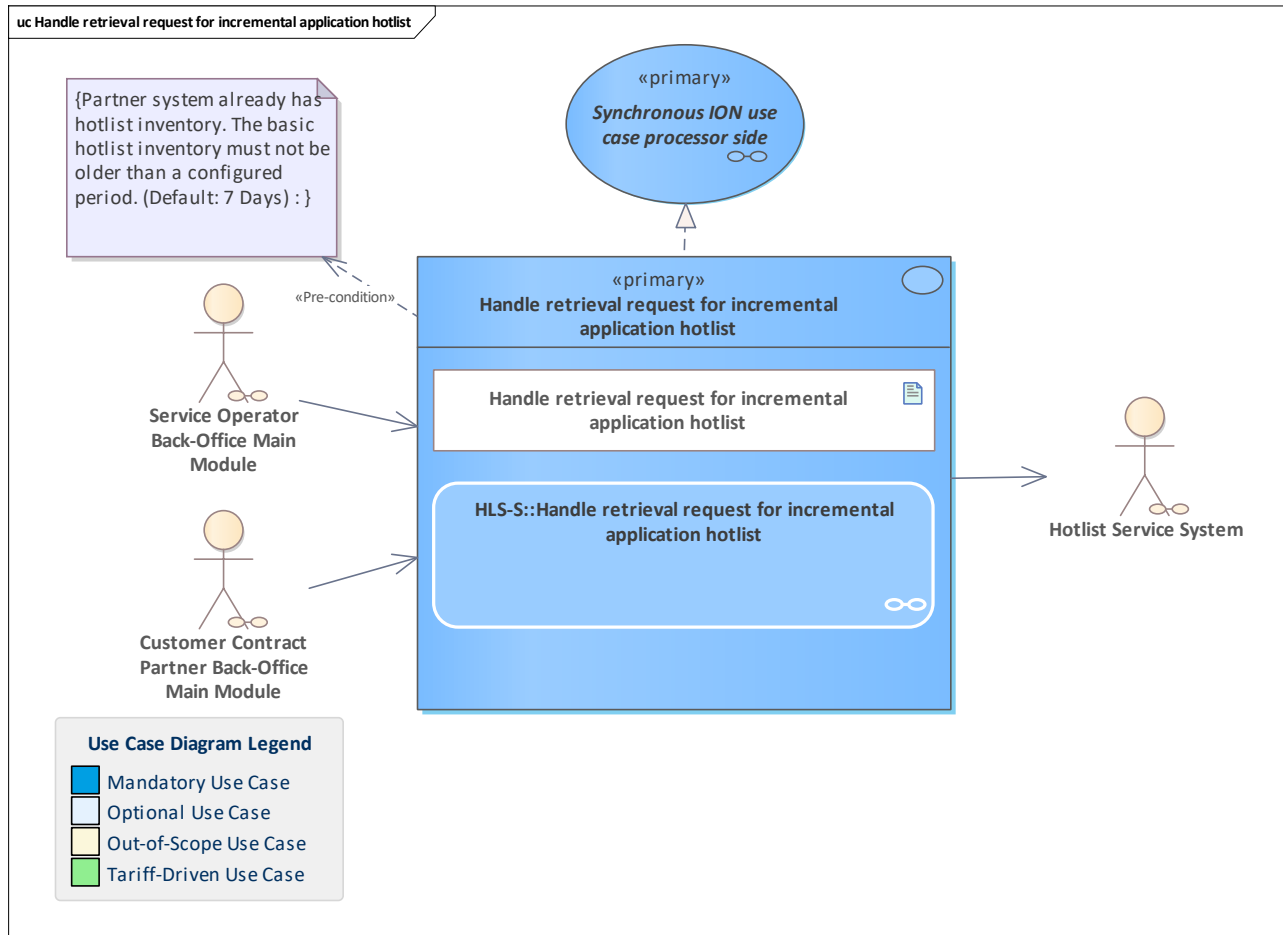 uc Handle retrieval request for incremental application hotlist
{Partner system already has
hotlist inventory. The basic
hotlist inventory must not be
older than a configured
period. (Default: 7 Days) : }
«primary»
Synchronous ION use
case processor side
«Pre-condition»
«primary»
Handle retrieval request for incremental
application hotlist
Handle retrieval request for incremental
application hotlist
HLS-S::Handle retrieval request for incremental
application hotlist
Service Operator
Back-Office Main
Module
Customer Contract
Partner Back-Office
Main Module
Hotlist Service System
Use Case Diagram Legend
Mandatory Use Case
Optional Use Case
Out-of-Scope Use Case
Tariff-Driven Use Case